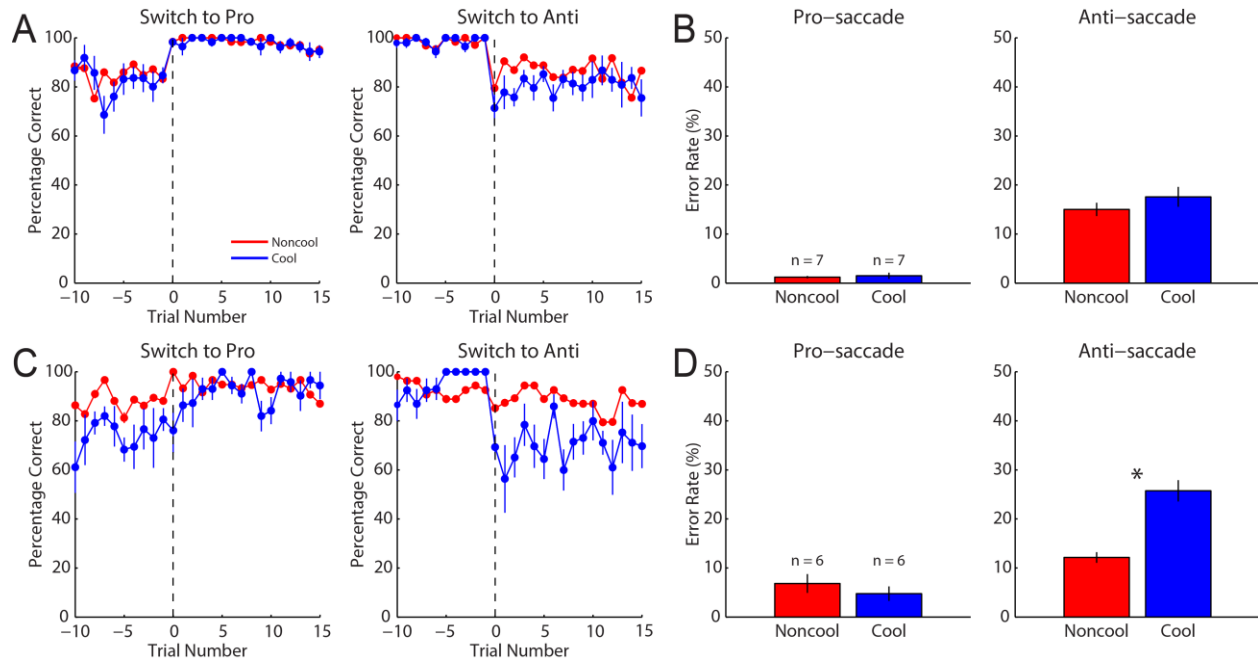 A
Switch to Pro
Percentage Correct
100
80
60
40
20
0
−10
−5
0
5
10
15
Trial Number
Noncool
Cool
Switch to Anti
Percentage Correct
100
80
60
40
20
0
−10
−5
0
5
10
15
Trial Number
B
Pro−saccade
Error Rate (%)
50
40
30
20
10
0
n = 7
n = 7
Noncool
Cool
Anti−saccade
50
40
30
20
10
0
Noncool
Cool
C
Switch to Pro
Percentage Correct
100
80
60
40
20
0
−10
−5
0
5
10
15
Trial Number
Switch to Anti
Percentage Correct
100
80
60
40
20
0
−10
−5
0
5
10
15
Trial Number
D
Pro−saccade
Error Rate (%)
50
40
30
20
10
0
n = 6
n = 6
Noncool
Cool
Anti−saccade
50
40
30
20
10
0
*
Noncool
Cool